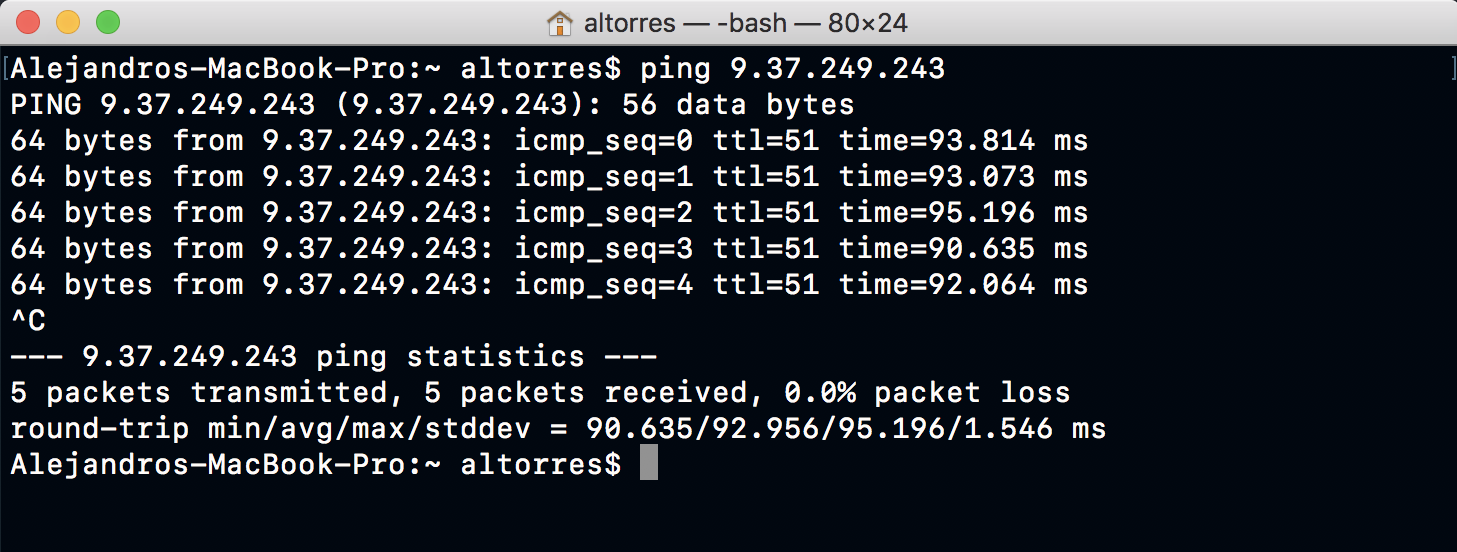 altorres — -bash — 80×24
[Alejandros-MacBook-Pro:~ altorres$ ping 9.37.249.243 ]
PING 9.37.249.243 (9.37.249.243): 56 data bytes
64 bytes from 9.37.249.243: icmp_seq=0 ttl=51 time=93.814 ms
64 bytes from 9.37.249.243: icmp_seq=1 ttl=51 time=93.073 ms
64 bytes from 9.37.249.243: icmp_seq=2 ttl=51 time=95.196 ms
64 bytes from 9.37.249.243: icmp_seq=3 ttl=51 time=90.635 ms
64 bytes from 9.37.249.243: icmp_seq=4 ttl=51 time=92.064 ms
^C
--- 9.37.249.243 ping statistics ---
5 packets transmitted, 5 packets received, 0.0% packet loss
round-trip min/avg/max/stddev = 90.635/92.956/95.196/1.546 ms
Alejandros-MacBook-Pro:~ altorres$